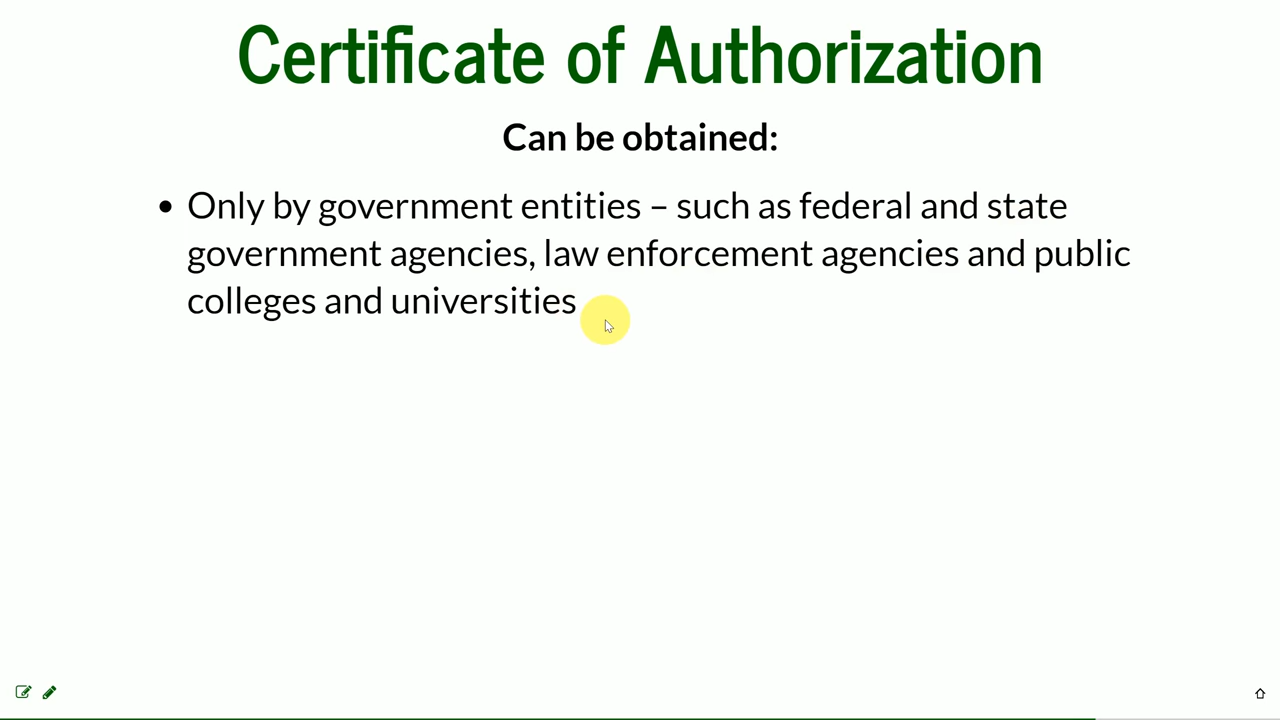 Certificate of Authorization
Can be obtained:
• Only by government entities – such as federal and state
government agencies, law enforcement agencies and public
colleges and universities